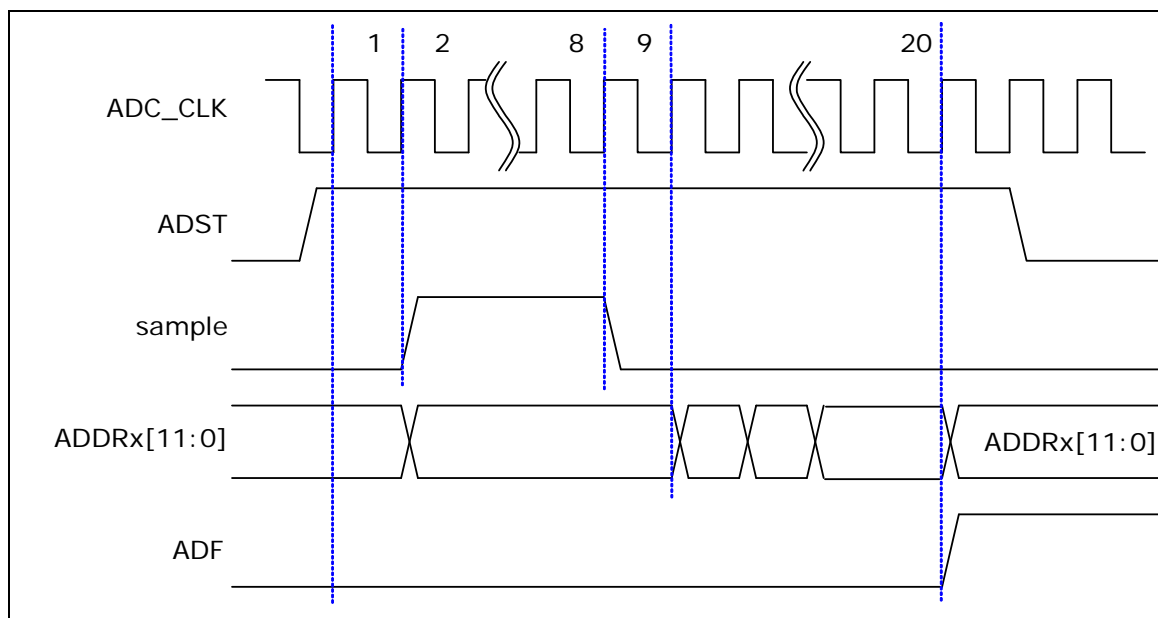 1 2 8 9 20
ADC_CLK
ADST
sample
ADDRx[11:0] ADDRx[11:0]
ADF